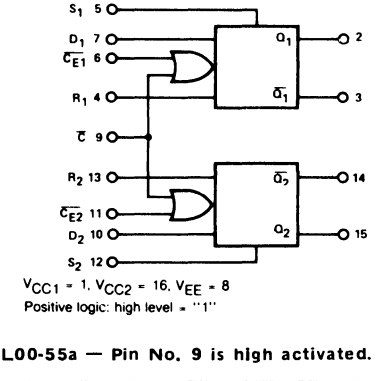 S1 5
D1 7
Q1 2
CE1 6
R1 4
Q1 3
C 9
R2 13
Q2 14
CE2 11
D2 10
Q2 15
S2 12
VCC1 = 1, VCC2 = 16, VEE = 8
Positive logic: high level = "1"
L00-55a — Pin No. 9 is high activated.